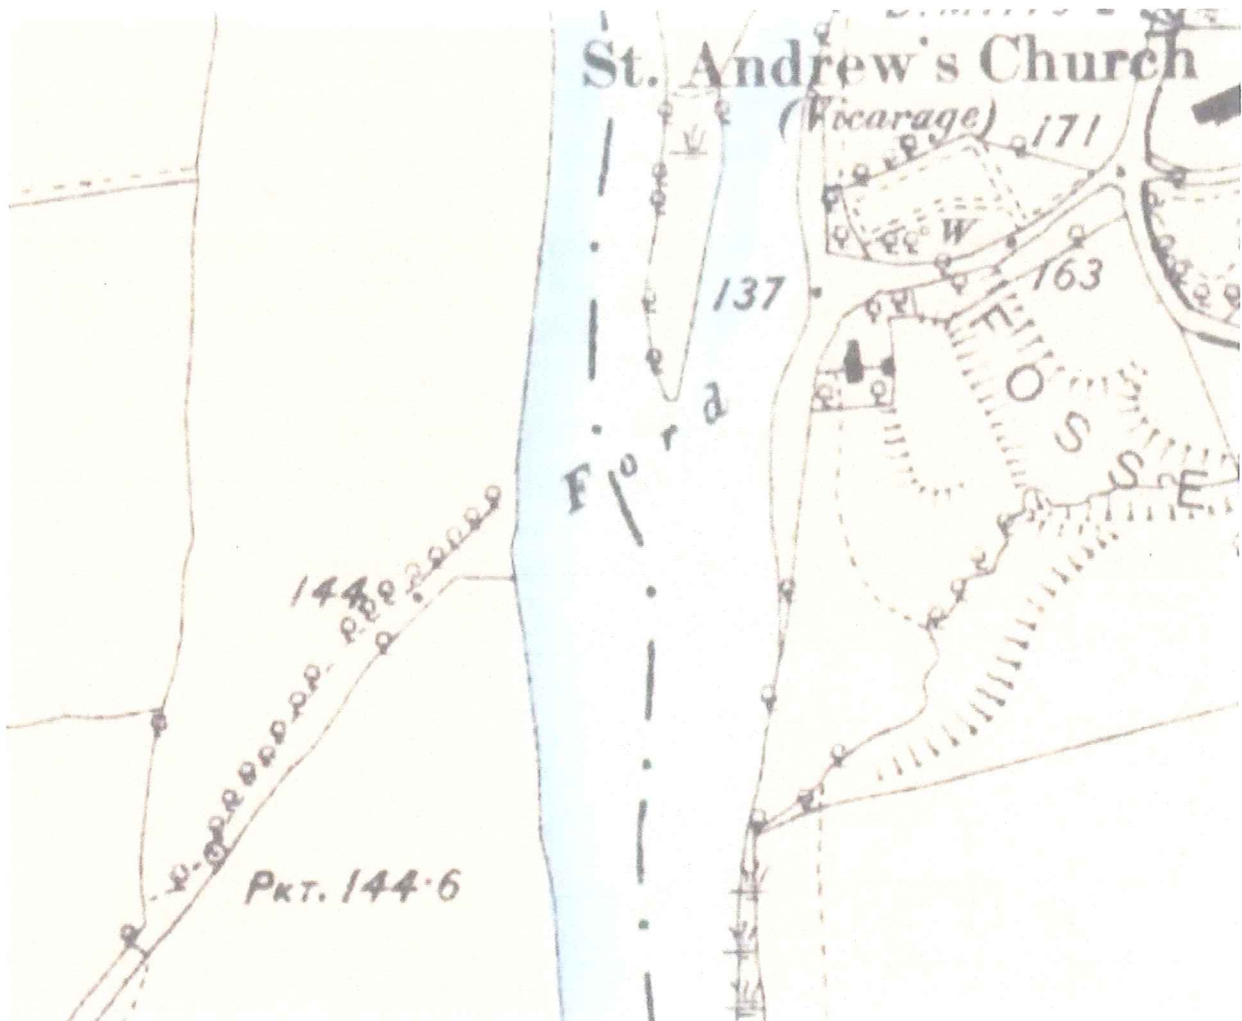 St. Andrew's Church
(Vicarage)
171
W
163
137
FOSSE
Ford
144
PKT. 144·6